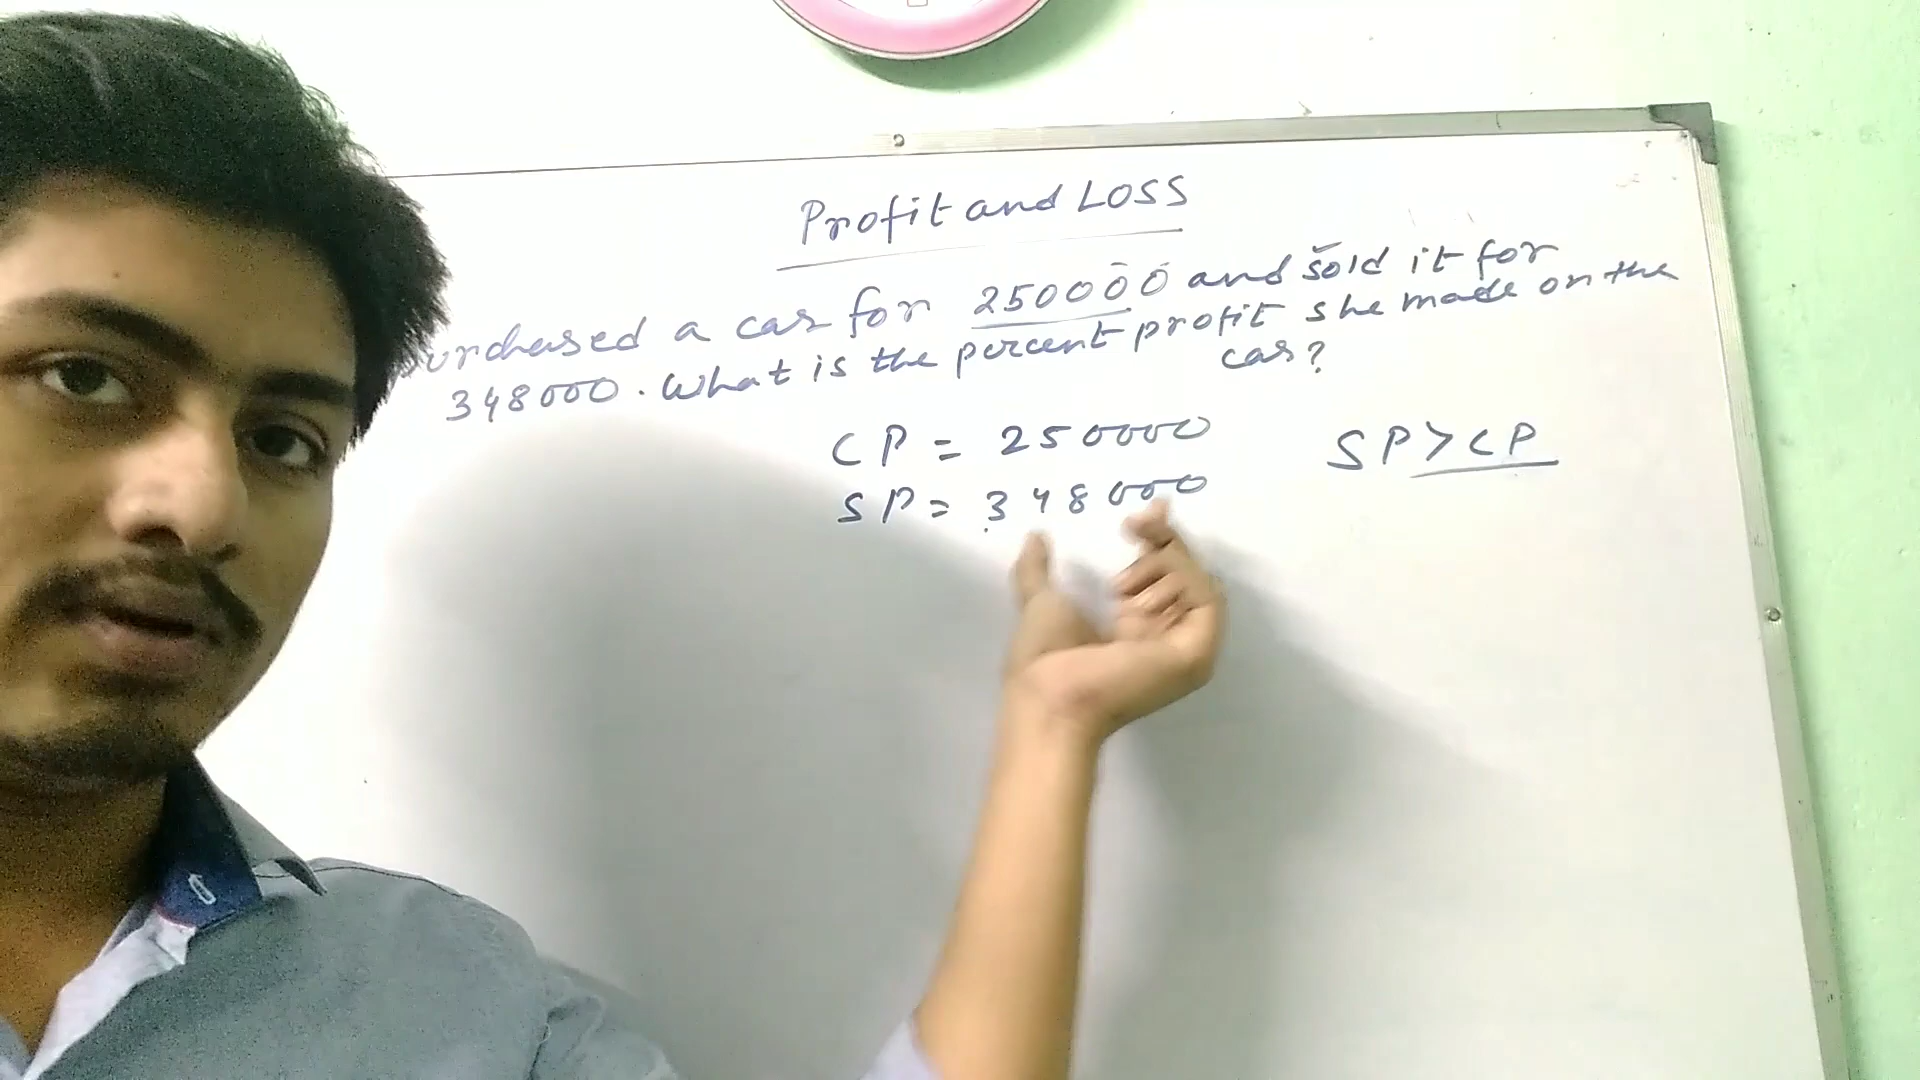 Profit and LOSS
purchased a car for 250000 and sold it for
348000. What is the percent profit she made on the
car?
CP = 250000
SP>CP
SP = 348000